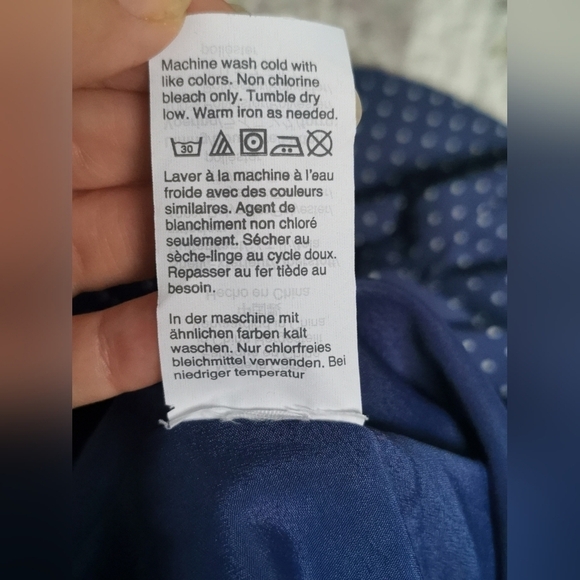 Machine wash cold with
like colors. Non chlorine
bleach only. Tumble dry
low. Warm iron as needed.
30
Laver à la machine à l'eau
froide avec des couleurs
similaires. Agent de
blanchiment non chloré
seulement. Sécher au
sèche-linge au cycle doux.
Repasser au fer tiède au
besoin.
Hecho en China
In der maschine mit
ähnlichen farben kalt
waschen. Nur chlorfreies
bleichmittel verwenden. Bei
niedriger temperatur